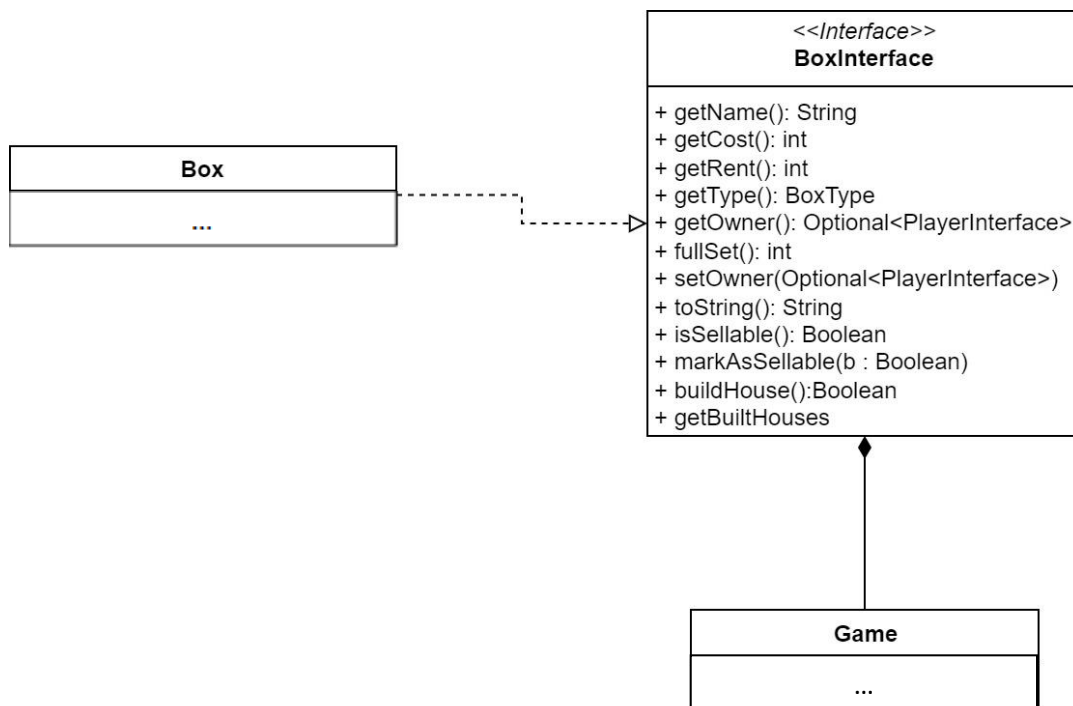 <<Interface>>
BoxInterface
+ getName(): String
+ getCost(): int
+ getRent(): int
+ getType(): BoxType
+ getOwner(): Optional<PlayerInterface>
+ fullSet(): int
+ setOwner(Optional<PlayerInterface>)
+ toString(): String
+ isSellable(): Boolean
+ markAsSellable(b : Boolean)
+ buildHouse():Boolean
+ getBuiltHouses
Box
...
Game
...